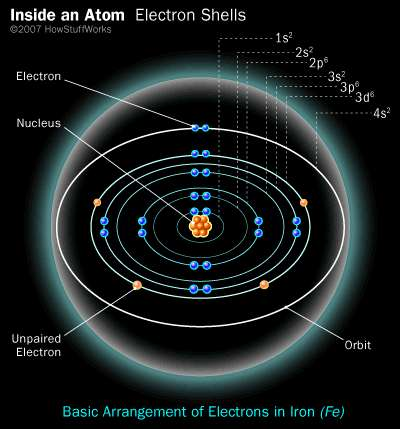 Inside an Atom Electron Shells
©2007 HowStuffWorks
1s²
2s²
2p⁶
3s²
3p⁶
3d⁶
4s²
Electron
Nucleus
Unpaired
Electron
Orbit
Basic Arrangement of Electrons in Iron (Fe)